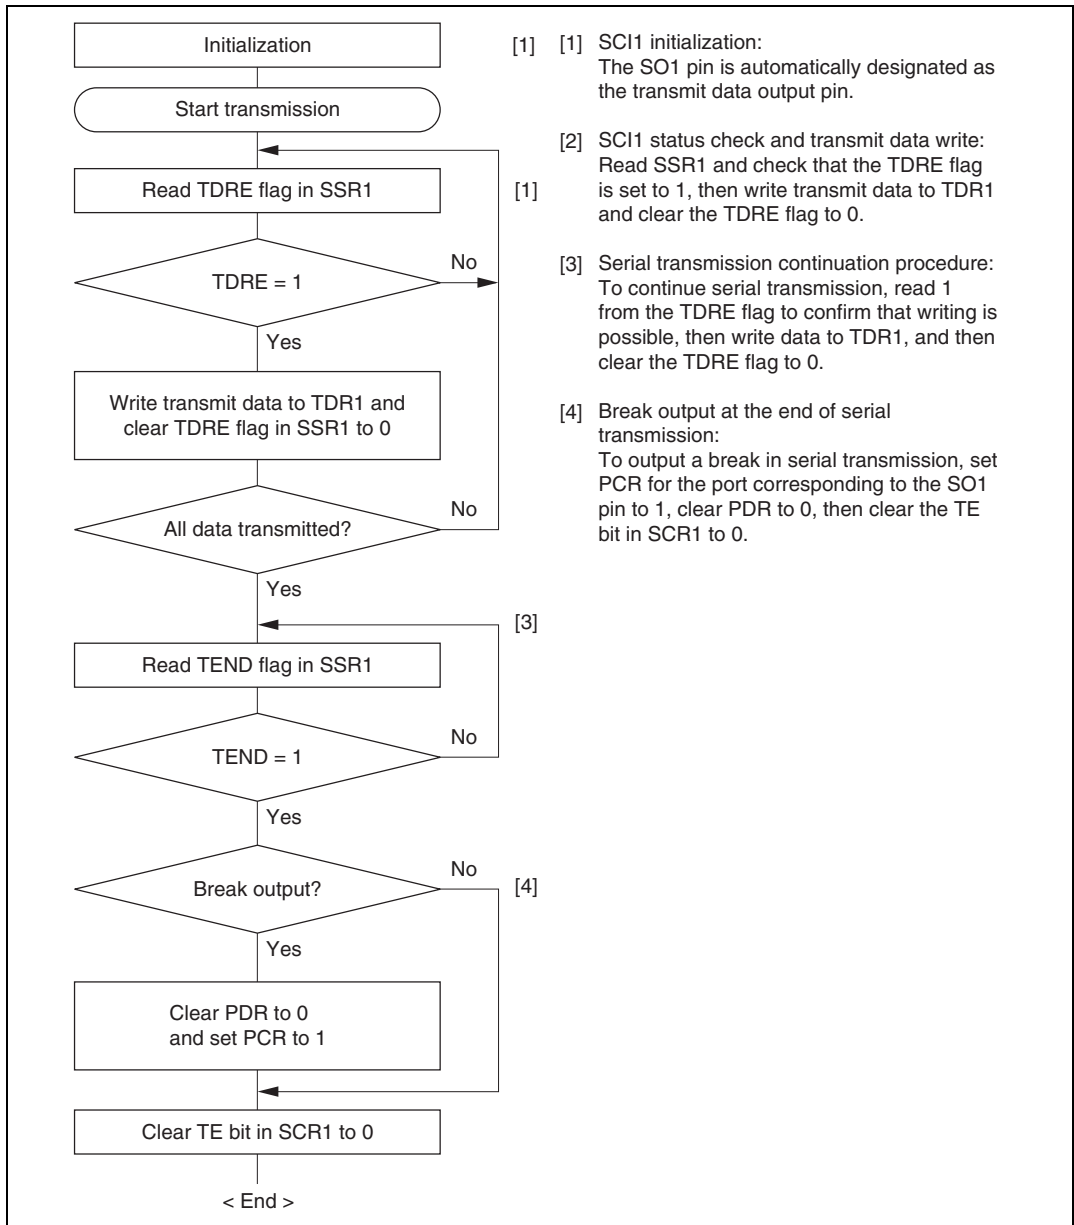 Initialization
[1]
Start transmission
Read TDRE flag in SSR1
[1]
TDRE = 1
No
Yes
Write transmit data to TDR1 and
clear TDRE flag in SSR1 to 0
All data transmitted?
No
Yes
[3]
Read TEND flag in SSR1
TEND = 1
No
Yes
Break output?
No
[4]
Yes
Clear PDR to 0
and set PCR to 1
Clear TE bit in SCR1 to 0
< End >
[1] SCI1 initialization:
The SO1 pin is automatically designated as
the transmit data output pin.
[2] SCI1 status check and transmit data write:
Read SSR1 and check that the TDRE flag
is set to 1, then write transmit data to TDR1
and clear the TDRE flag to 0.
[3] Serial transmission continuation procedure:
To continue serial transmission, read 1
from the TDRE flag to confirm that writing is
possible, then write data to TDR1, and then
clear the TDRE flag to 0.
[4] Break output at the end of serial
transmission:
To output a break in serial transmission, set
PCR for the port corresponding to the SO1
pin to 1, clear PDR to 0, then clear the TE
bit in SCR1 to 0.